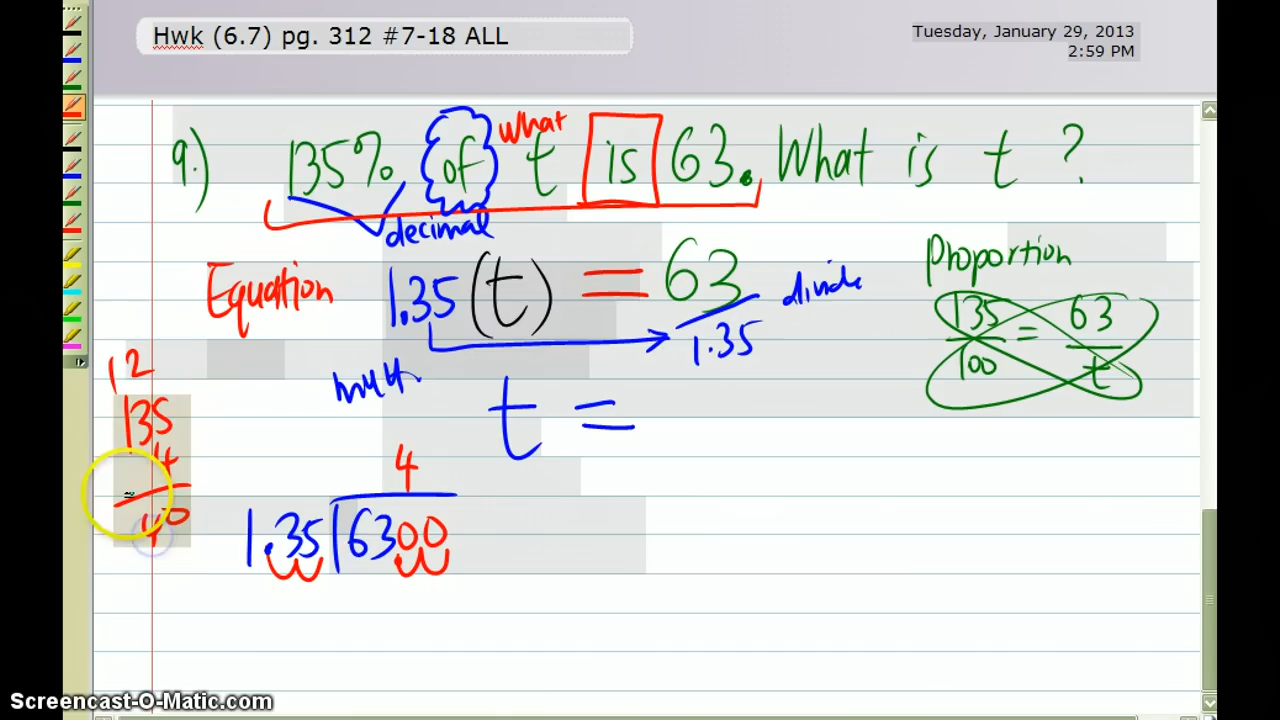 Hwk (6.7) pg. 312 #7-18 ALL
Tuesday, January 29, 2013
2:59 PM
what
9.) 135% of t is 63. What is t ?
decimal
Equation 1.35 (t) = 63 divide
1.35
Proportion
135 = 63
100 t
mult
t =
12
135
4
40
4
1.35 6300
Screencast-O-Matic.com